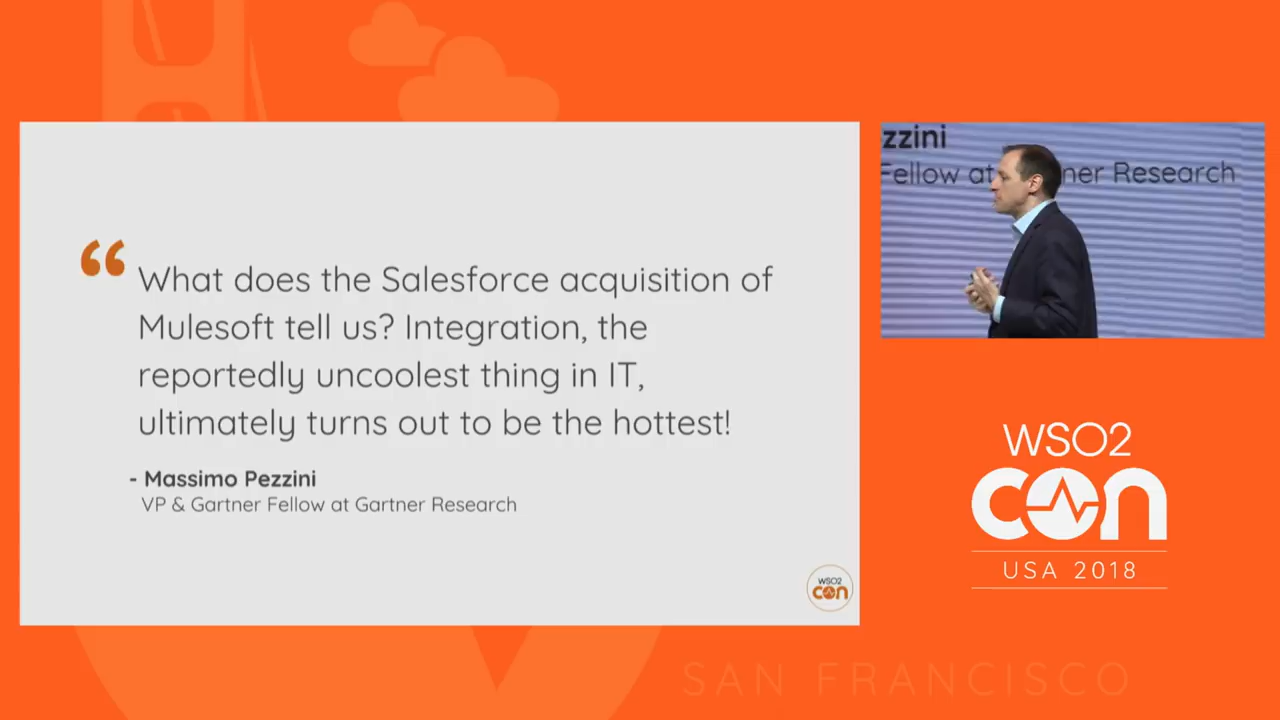 “
What does the Salesforce acquisition of
Mulesoft tell us? Integration, the
reportedly uncoolest thing in IT,
ultimately turns out to be the hottest!
- Massimo Pezzini
VP & Gartner Fellow at Gartner Research
WSO2
con
zzini
Fellow at
ner Research
WSO2
con
USA 2018
SAN FRANCISCO